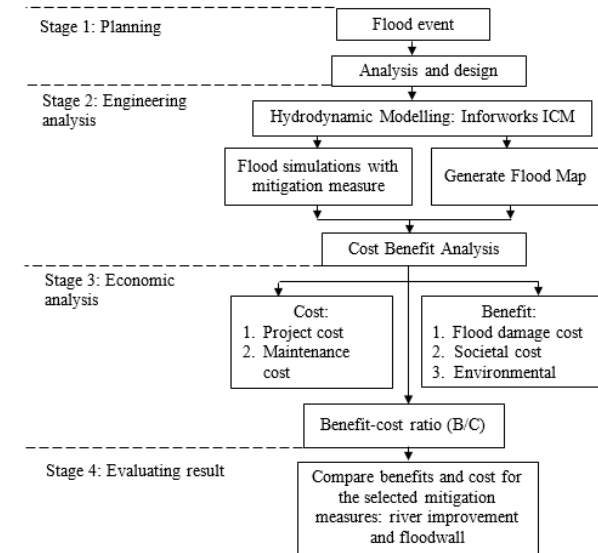 Stage 1: Planning
Flood event
Analysis and design
Stage 2: Engineering
analysis
Hydrodynamic Modelling: Inforworks ICM
Flood simulations with
mitigation measure
Generate Flood Map
Cost Benefit Analysis
Stage 3: Economic
analysis
Cost:
1. Project cost
2. Maintenance
cost
Benefit:
1. Flood damage cost
2. Societal cost
3. Environmental
Benefit-cost ratio (B/C)
Stage 4: Evaluating result
Compare benefits and cost for
the selected mitigation
measures: river improvement
and floodwall